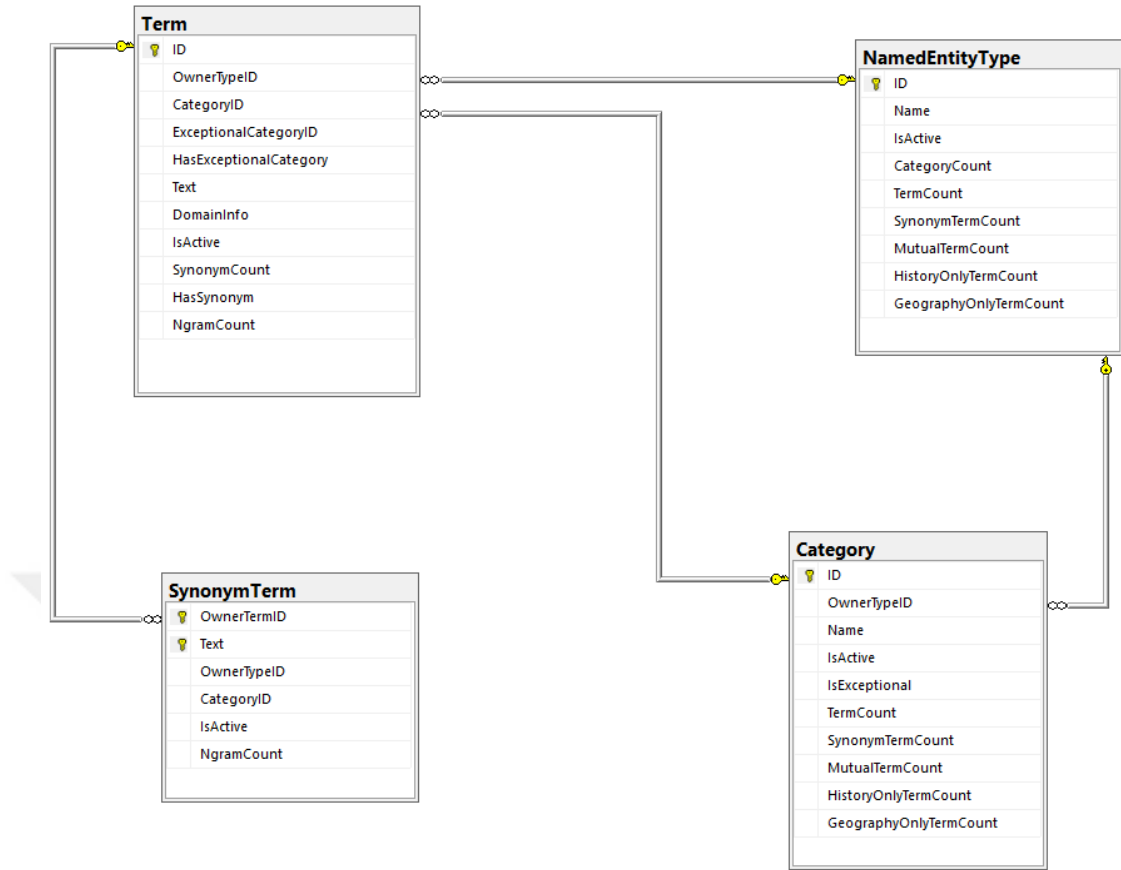 Term
ID
OwnerTypeID
CategoryID
ExceptionalCategoryID
HasExceptionalCategory
Text
DomainInfo
IsActive
SynonymCount
HasSynonym
NgramCount
NamedEntityType
ID
Name
IsActive
CategoryCount
TermCount
SynonymTermCount
MutualTermCount
HistoryOnlyTermCount
GeographyOnlyTermCount
SynonymTerm
OwnerTermID
Text
OwnerTypeID
CategoryID
IsActive
NgramCount
Category
ID
OwnerTypeID
Name
IsActive
IsExceptional
TermCount
SynonymTermCount
MutualTermCount
HistoryOnlyTermCount
GeographyOnlyTermCount